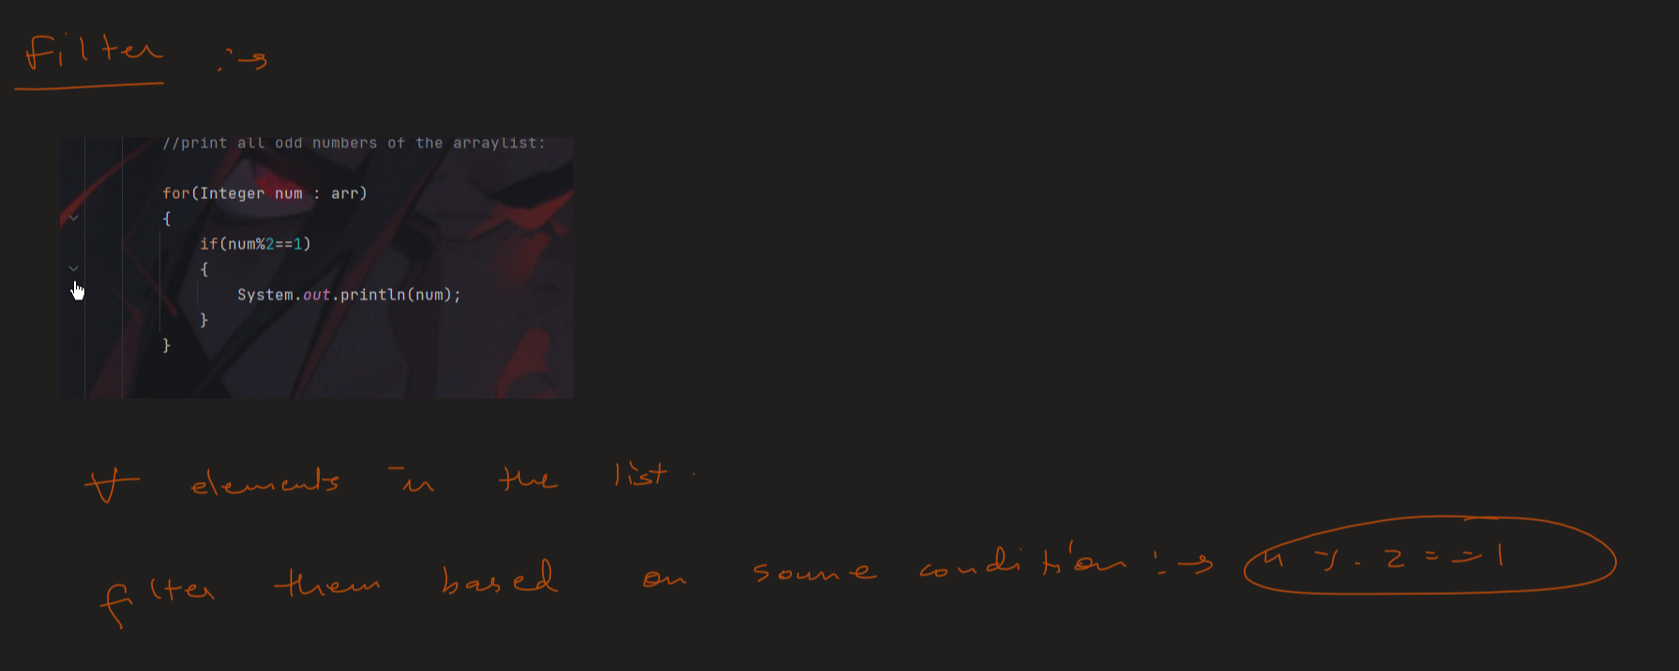 Filter :→
//print all odd numbers of the arraylist:
for(Integer num : arr)
{
if(num%2==1)
{
System.out.println(num);
}
}
∀ elements in the list.
filter them based on some condition :→ n % 2 == 1